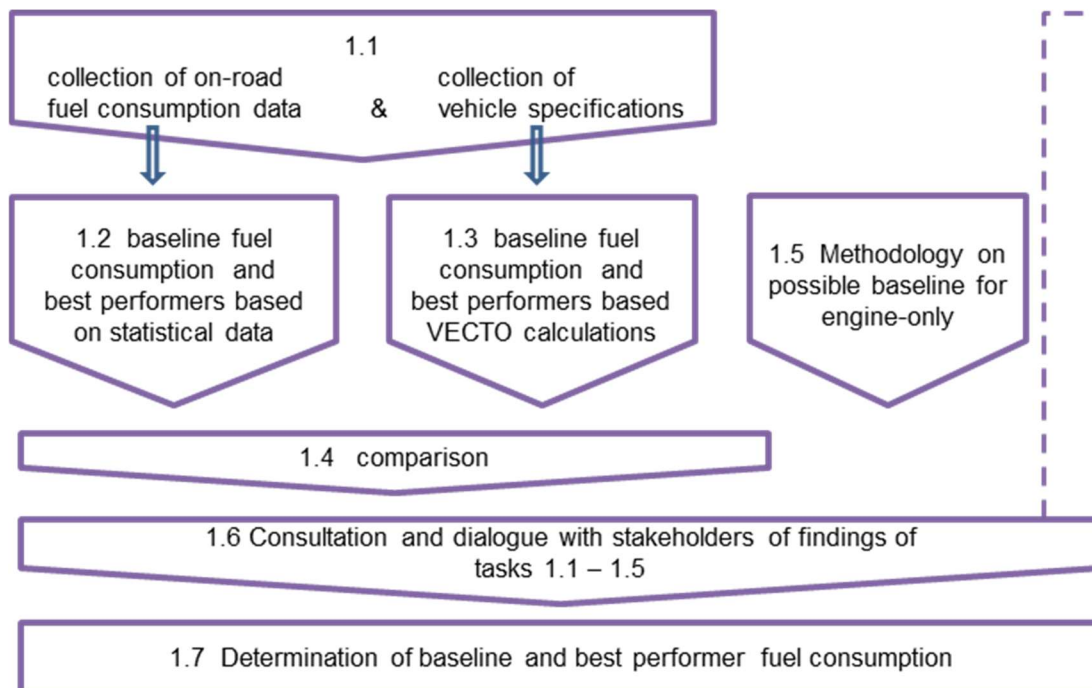 1.1
collection of on-road
fuel consumption data
&
collection of
vehicle specifications
1.2 baseline fuel
consumption and
best performers based
on statistical data
1.3 baseline fuel
consumption and
best performers based
VECTO calculations
1.5 Methodology on
possible baseline for
engine-only
1.4 comparison
1.6 Consultation and dialogue with stakeholders of findings of
tasks 1.1 – 1.5
1.7 Determination of baseline and best performer fuel consumption